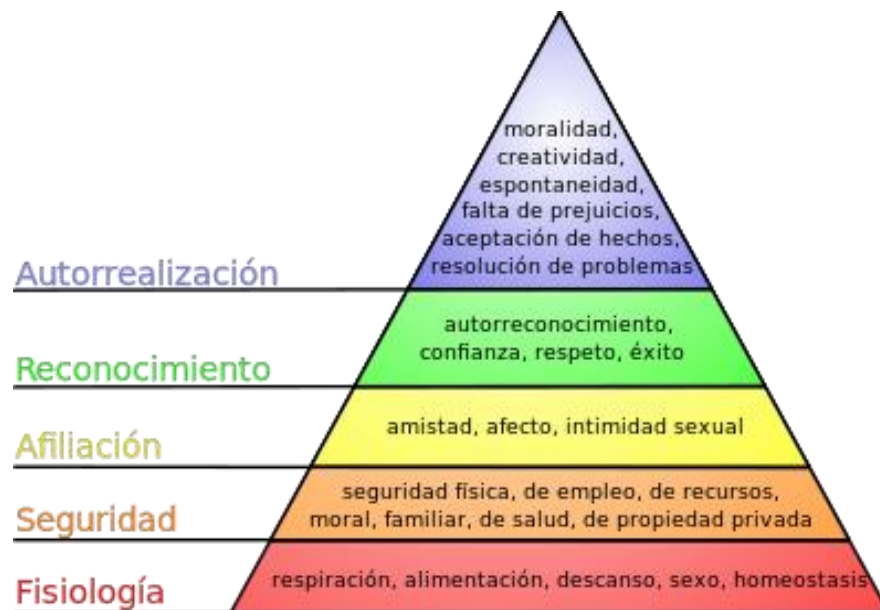 moralidad,
creatividad,
espontaneidad,
falta de prejuicios,
aceptación de hechos,
resolución de problemas
Autorrealización
autorreconocimiento,
confianza, respeto, éxito
Reconocimiento
amistad, afecto, intimidad sexual
Afiliación
seguridad física, de empleo, de recursos,
moral, familiar, de salud, de propiedad privada
Seguridad
respiración, alimentación, descanso, sexo, homeostasis
Fisiología